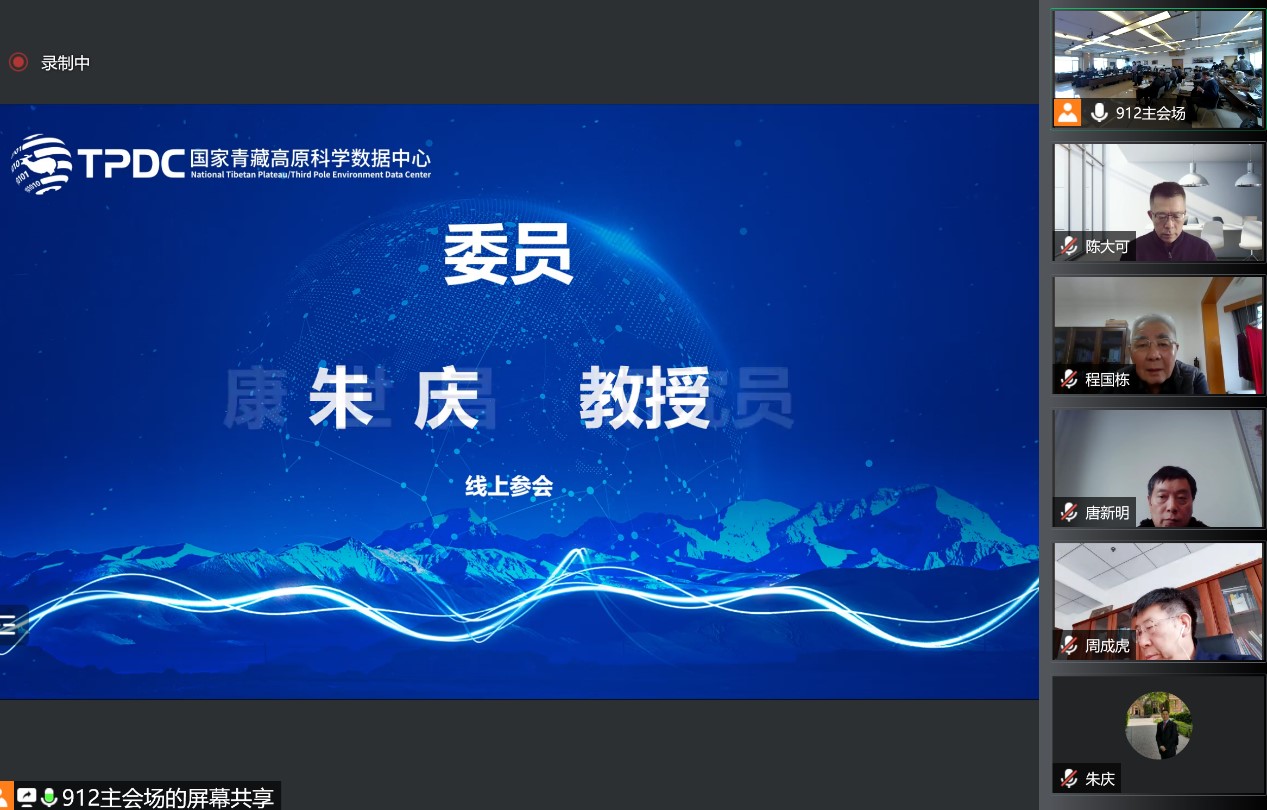 录制中
TPDC 国家青藏高原科学数据中心
National Tibetan Plateau/Third Pole Environment Data Center
委员
朱 庆 教授
线上参会
912主会场的屏幕共享
912主会场
陈大可
程国栋
唐新明
周成虎
朱庆